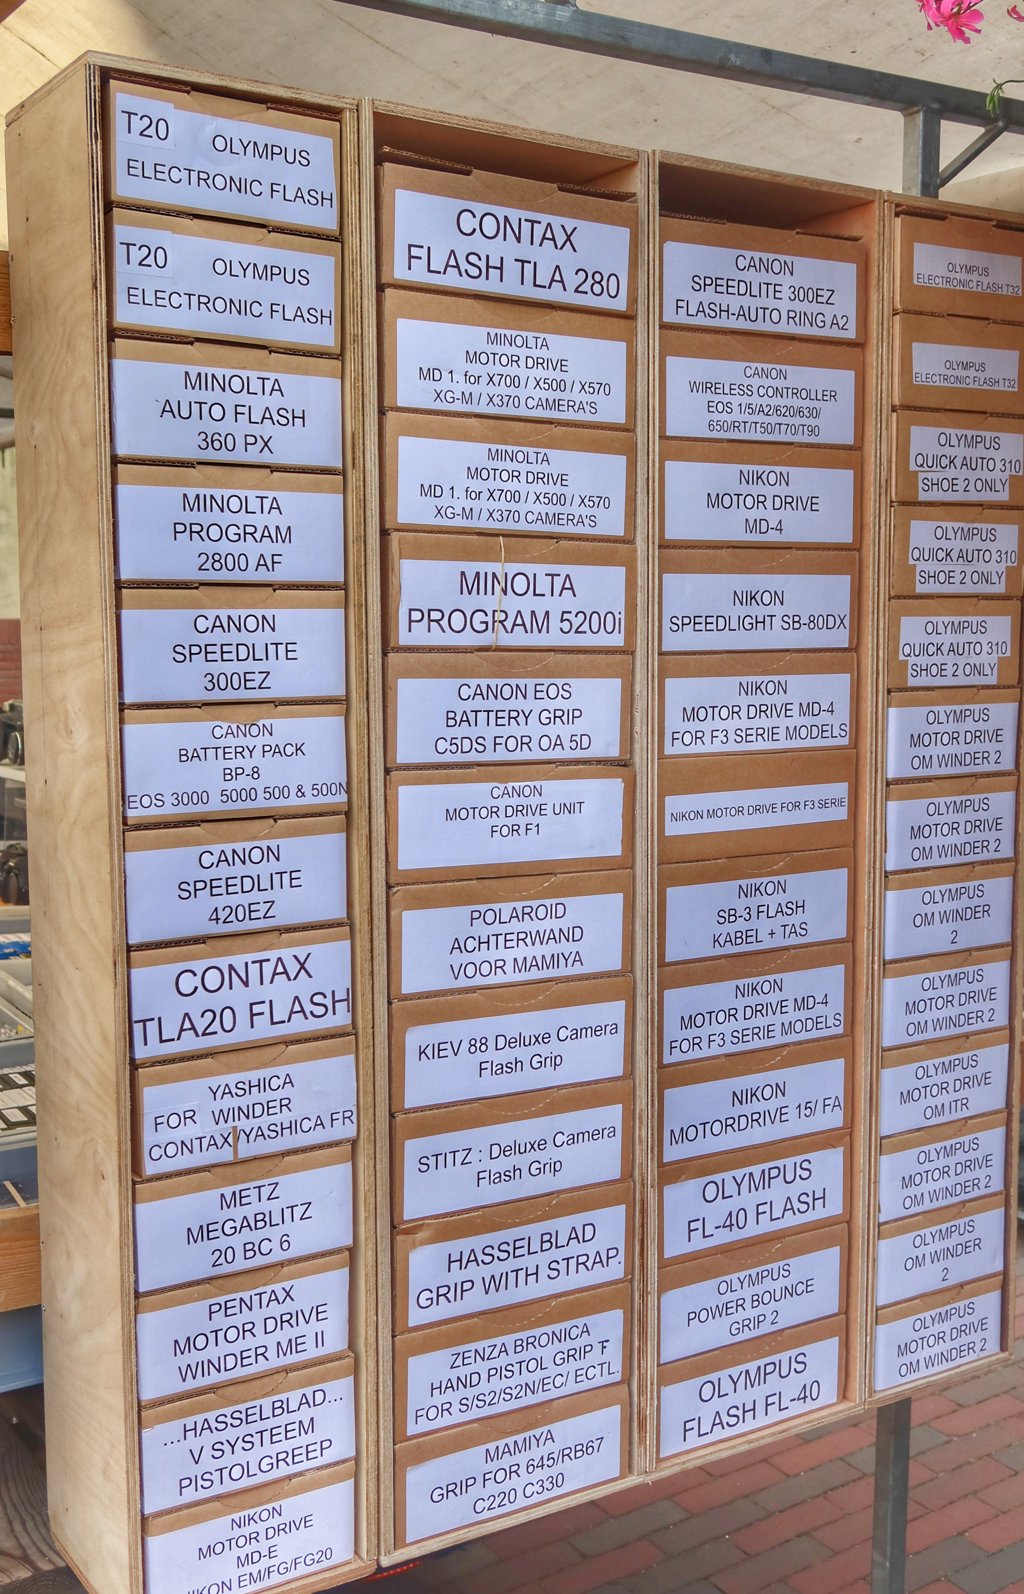 T20 OLYMPUS
ELECTRONIC FLASH
T20 OLYMPUS
ELECTRONIC FLASH
MINOLTA
AUTO FLASH
360 PX
MINOLTA
PROGRAM
2800 AF
CANON
SPEEDLITE
300EZ
CANON
BATTERY PACK
BP-8
EOS 3000 5000 500 & 500N
CANON
SPEEDLITE
420EZ
CONTAX
TLA20 FLASH
YASHICA
FOR WINDER
CONTAX/YASHICA FR
METZ
MEGABLITZ
20 BC 6
PENTAX
MOTOR DRIVE
WINDER ME II
...HASSELBLAD...
V SYSTEEM
PISTOLGREEP
NIKON
MOTOR DRIVE
MD-E
NIKON EM/FG/FG20
CONTAX
FLASH TLA 280
MINOLTA
MOTOR DRIVE
MD 1. for X700 / X500 / X570
XG-M / X370 CAMERA'S
MINOLTA
MOTOR DRIVE
MD 1. for X700 / X500 / X570
XG-M / X370 CAMERA'S
MINOLTA
PROGRAM 5200i
CANON EOS
BATTERY GRIP
C5DS FOR OA 5D
CANON
MOTOR DRIVE UNIT
FOR F1
POLAROID
ACHTERWAND
VOOR MAMIYA
KIEV 88 Deluxe Camera
Flash Grip
STITZ : Deluxe Camera
Flash Grip
HASSELBLAD
GRIP WITH STRAP.
ZENZA BRONICA
HAND PISTOL GRIP T
FOR S/S2/S2N/EC/ ECTL.
MAMIYA
GRIP FOR 645/RB67
C220 C330
CANON
SPEEDLITE 300EZ
FLASH-AUTO RING A2
CANON
WIRELESS CONTROLLER
EOS 1/5/A2/620/630/
650/RT/T50/T70/T90
NIKON
MOTOR DRIVE
MD-4
NIKON
SPEEDLIGHT SB-80DX
NIKON
MOTOR DRIVE MD-4
FOR F3 SERIE MODELS
NIKON MOTOR DRIVE FOR F3 SERIE
NIKON
SB-3 FLASH
KABEL + TAS
NIKON
MOTOR DRIVE MD-4
FOR F3 SERIE MODELS
NIKON
MOTORDRIVE 15/ FA
OLYMPUS
FL-40 FLASH
OLYMPUS
POWER BOUNCE
GRIP 2
OLYMPUS
FLASH FL-40
OLYMPUS
ELECTRONIC FLASH T32
OLYMPUS
ELECTRONIC FLASH T32
OLYMPUS
QUICK AUTO 310
SHOE 2 ONLY
OLYMPUS
QUICK AUTO 310
SHOE 2 ONLY
OLYMPUS
QUICK AUTO 310
SHOE 2 ONLY
OLYMPUS
MOTOR DRIVE
OM WINDER 2
OLYMPUS
MOTOR DRIVE
OM WINDER 2
OLYMPUS
OM WINDER
2
OLYMPUS
MOTOR DRIVE
OM WINDER 2
OLYMPUS
MOTOR DRIVE
OM ITR
OLYMPUS
MOTOR DRIVE
OM WINDER 2
OLYMPUS
OM WINDER
2
OLYMPUS
MOTOR DRIVE
OM WINDER 2